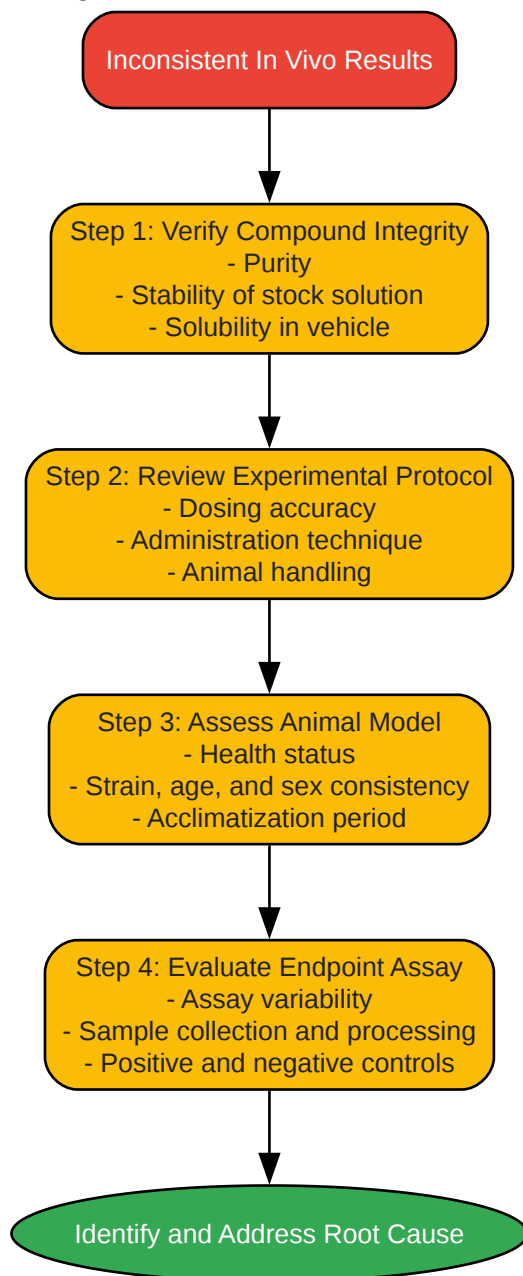 Inconsistent In Vivo Results
Step 1: Verify Compound Integrity
- Purity
- Stability of stock solution
- Solubility in vehicle
Step 2: Review Experimental Protocol
- Dosing accuracy
- Administration technique
- Animal handling
Step 3: Assess Animal Model
- Health status
- Strain, age, and sex consistency
- Acclimatization period
Step 4: Evaluate Endpoint Assay
- Assay variability
- Sample collection and processing
- Positive and negative controls
Identify and Address Root Cause